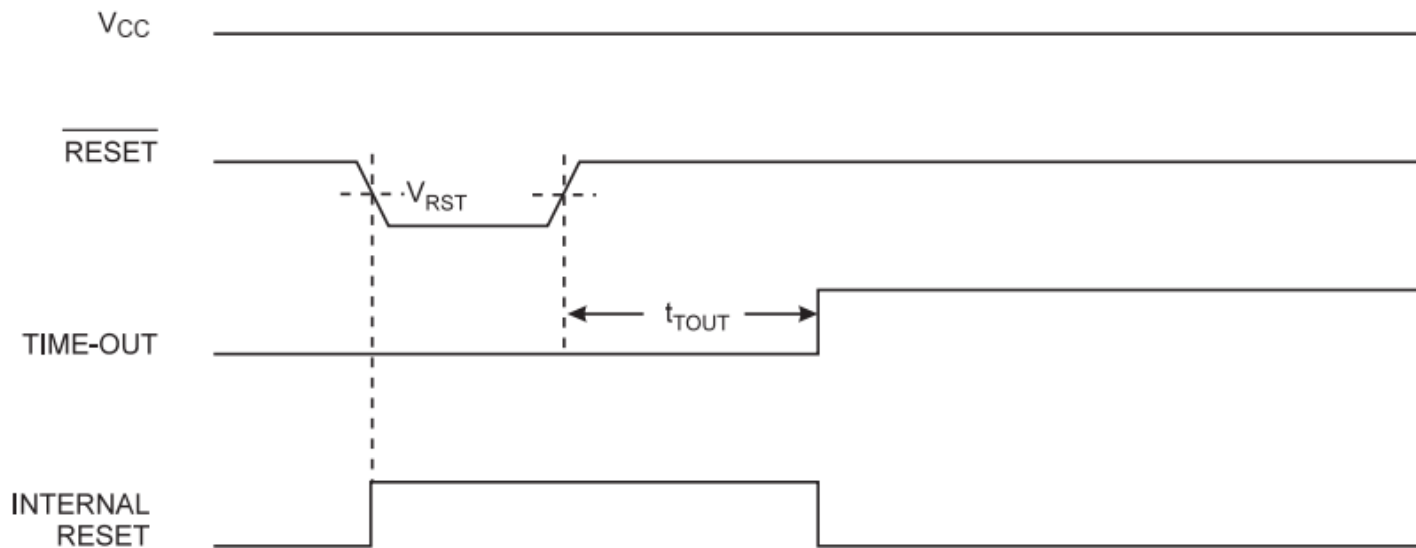 VCC
RESET
VRST
tTOUT
TIME-OUT
INTERNAL
RESET